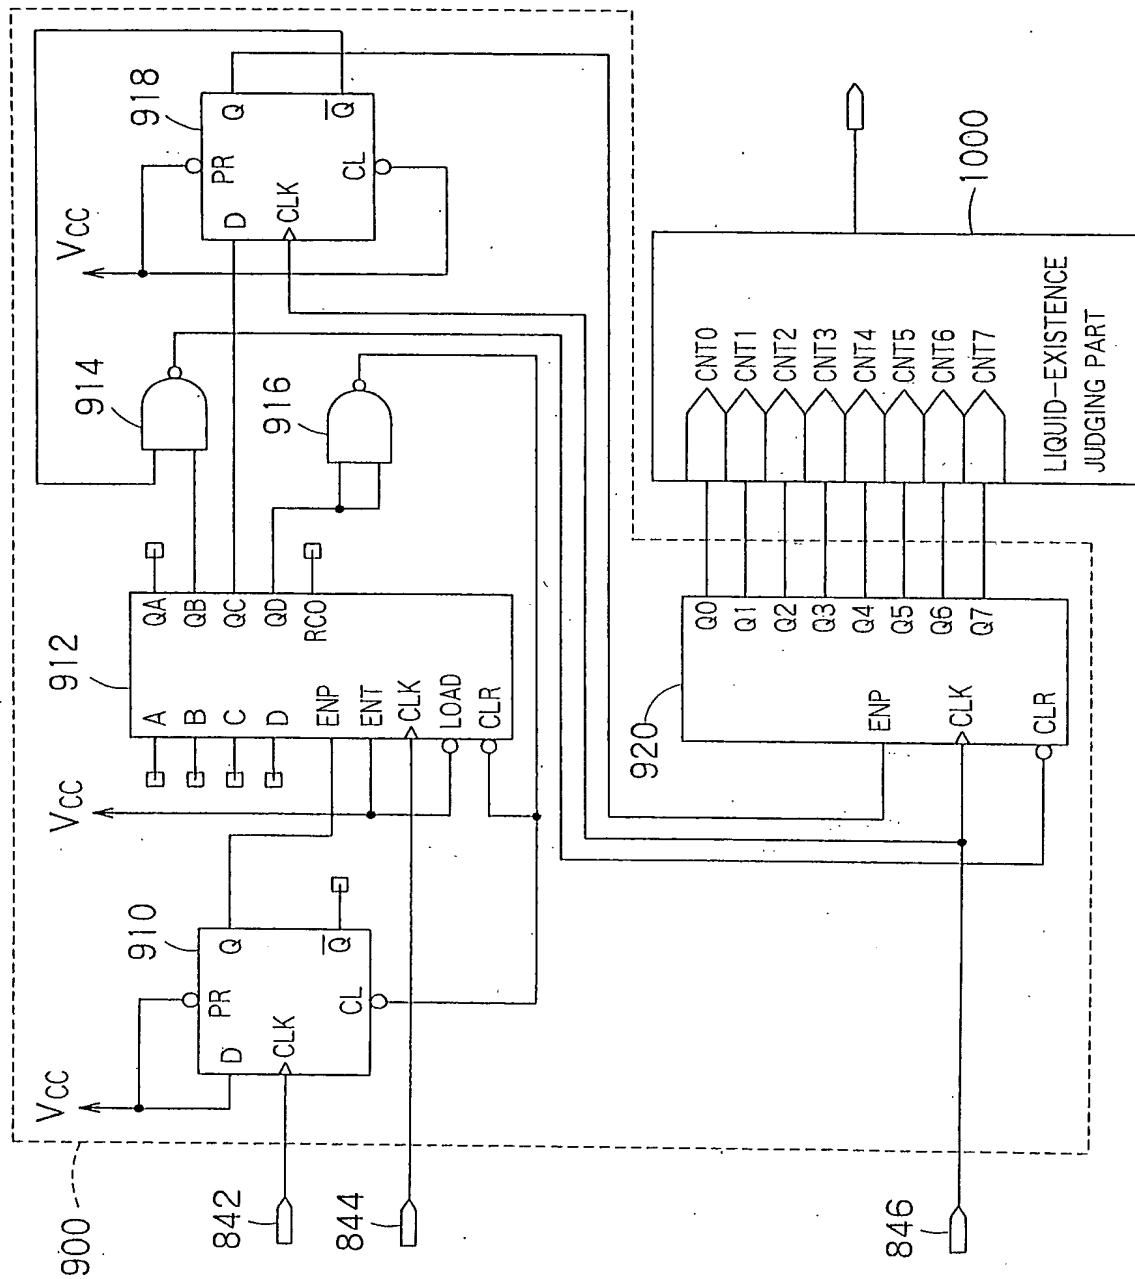 900
842
844
846
VCC
910
D
PR
Q
CLK
CL
Q
VCC
912
A
B
C
D
ENP
ENT
CLK
LOAD
CLR
QA
QB
QC
QD
RCO
914
916
VCC
918
D
PR
Q
CLK
CL
Q
920
ENP
CLK
CLR
Q0
Q1
Q2
Q3
Q4
Q5
Q6
Q7
CNT0
CNT1
CNT2
CNT3
CNT4
CNT5
CNT6
CNT7
LIQUID-EXISTENCE
JUDGING PART
1000